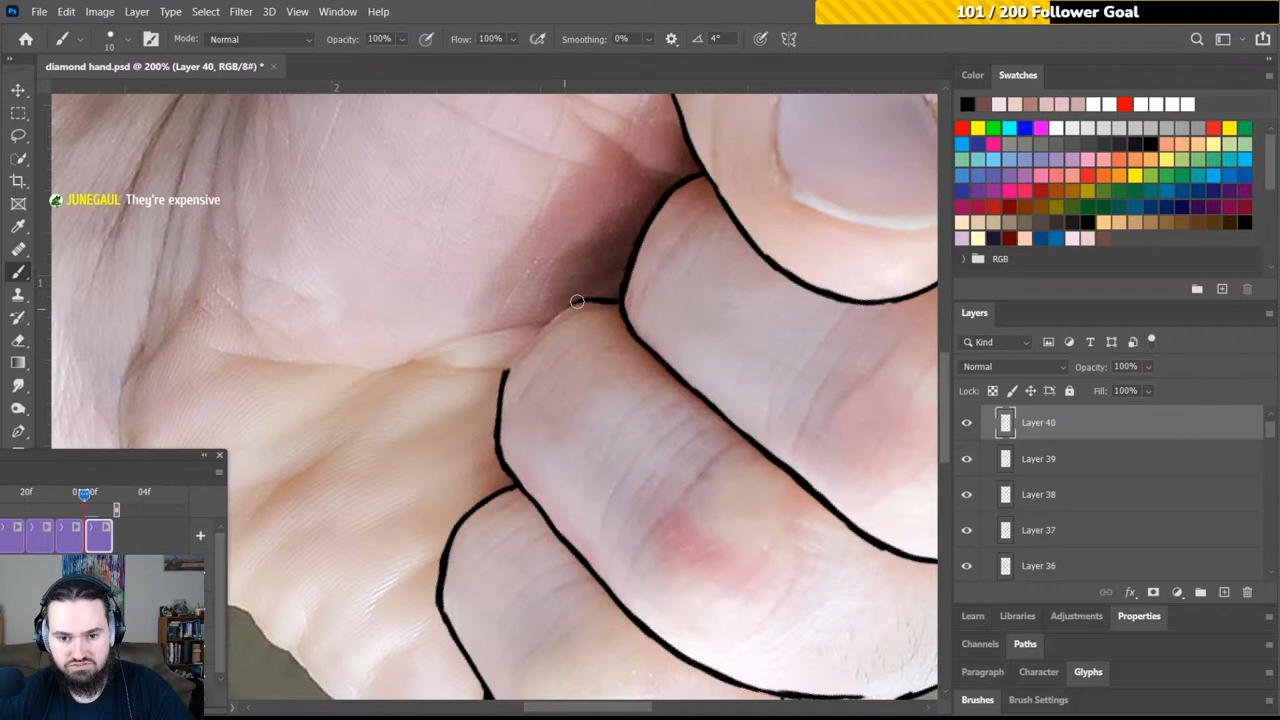 File Edit Image Layer Type Select Filter 3D View Window Help
101 / 200 Follower Goal
10 Mode: Normal Opacity: 100% Flow: 100% Smoothing: 0% 4°
diamond hand.psd @ 200% (Layer 40, RGB/8#) *
2
1
JUNEGAUL They're expensive
Color Swatches
RGB
Layers
Kind
Normal Opacity: 100%
Lock: Fill: 100%
Layer 40
Layer 39
Layer 38
Layer 37
Layer 36
20f 04f
Learn Libraries Adjustments Properties
Channels Paths
Paragraph Character Glyphs
Brushes Brush Settings